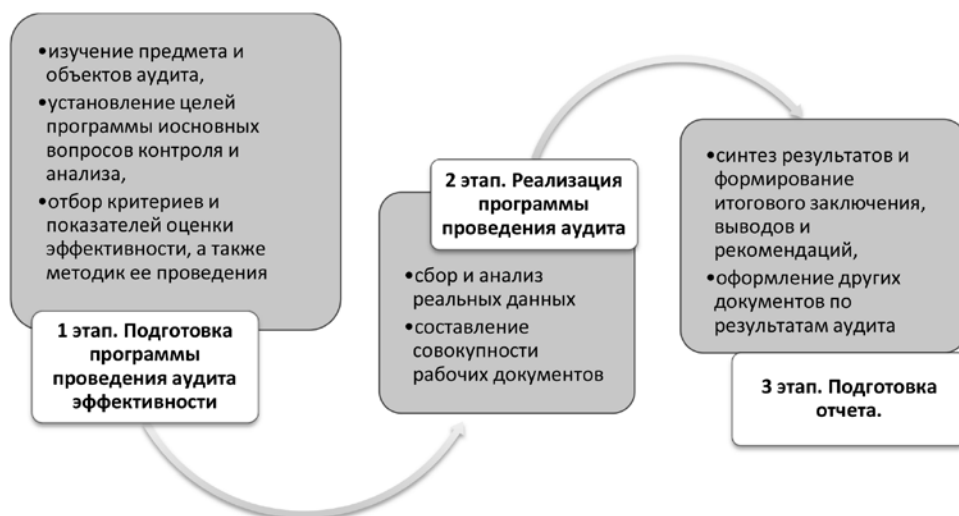 •изучение предмета и
объектов аудита,
•установление целей
программы иосновных
вопросов контроля и
анализа,
•отбор критериев и
показателей оценки
эффективности, а также
методик ее проведения
1 этап. Подготовка
программы
проведения аудита
эффективности
2 этап. Реализация
программы
проведения аудита
•сбор и анализ
реальных данных
•составление
совокупности
рабочих документов
•синтез результатов и
формирование
итогового заключения,
выводов и
рекомендаций,
•оформление других
документов по
результатам аудита
3 этап. Подготовка
отчета.